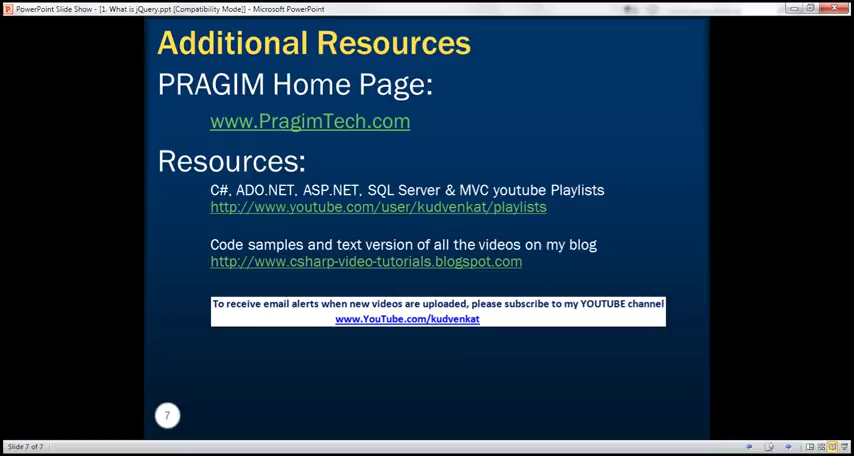 PowerPoint Slide Show - [1. What is jQuery.ppt [Compatibility Mode]] - Microsoft PowerPoint
Additional Resources
PRAGIM Home Page:
www.PragimTech.com
Resources:
C#, ADO.NET, ASP.NET, SQL Server & MVC youtube Playlists
http://www.youtube.com/user/kudvenkat/playlists
Code samples and text version of all the videos on my blog
http://www.csharp-video-tutorials.blogspot.com
To receive email alerts when new videos are uploaded, please subscribe to my YOUTUBE channel
www.YouTube.com/kudvenkat
7
Slide 7 of 7